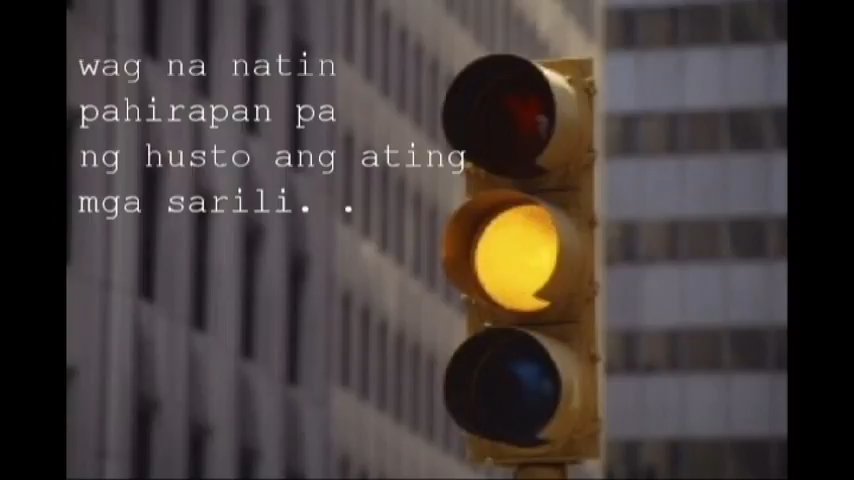 wag na natin
pahirapan pa
ng husto ang ating
mga sarili. .